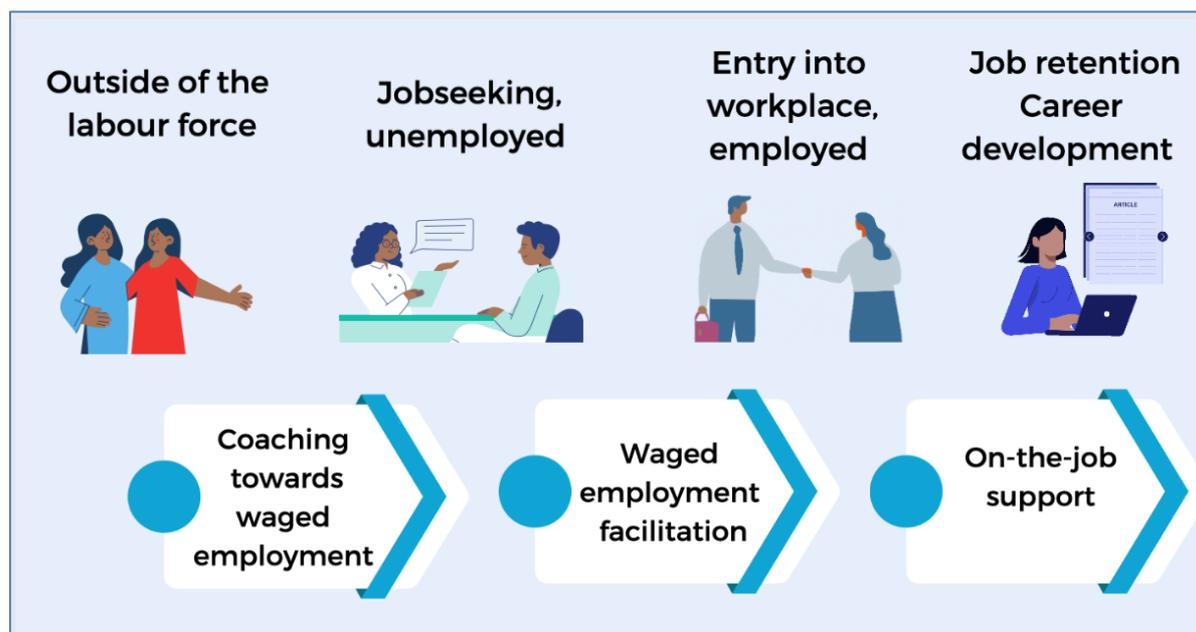 Outside of the
labour force
Jobseeking,
unemployed
Entry into
workplace,
employed
Job retention
Career
development
ARTICLE
Coaching
towards
waged
employment
Waged
employment
facilitation
On-the-job
support